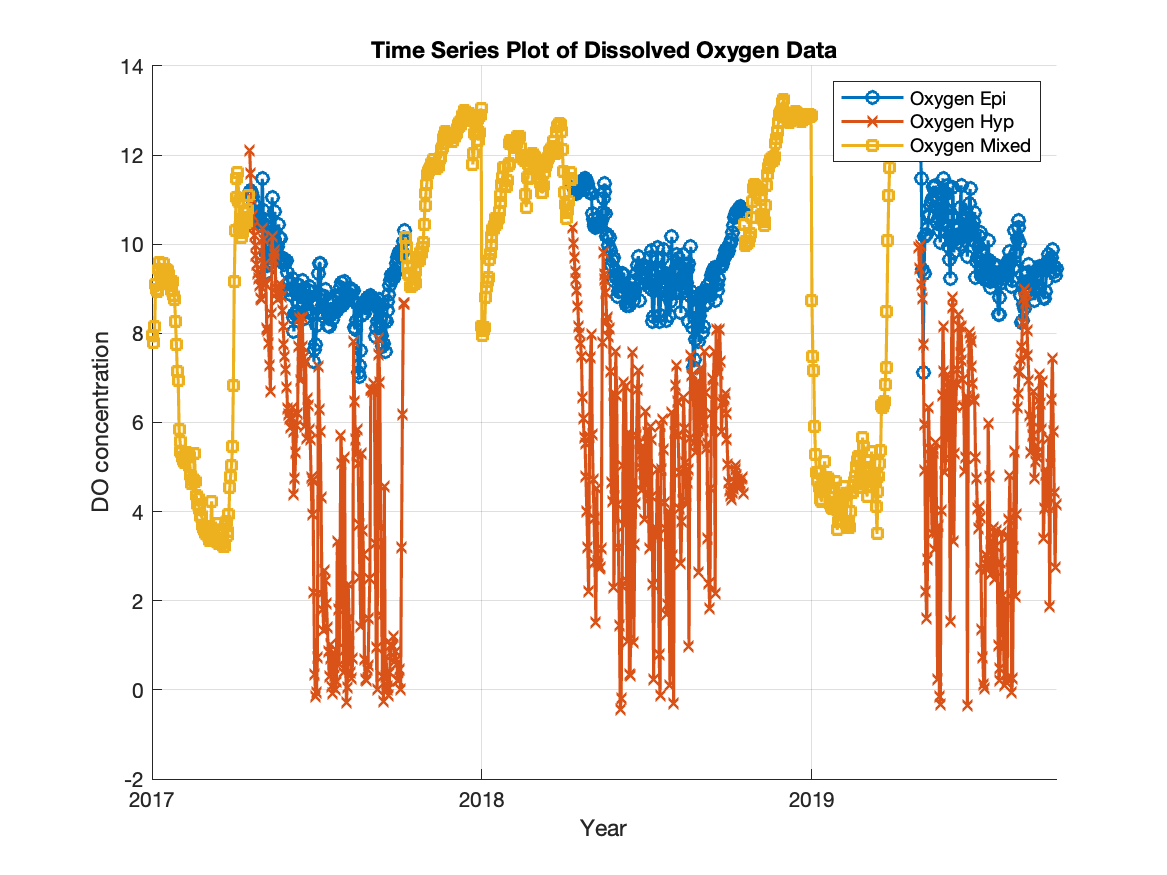 Time Series Plot of Dissolved Oxygen Data
14
12
10
8
6
4
2
0
-2
DO concentration
Oxygen Epi
Oxygen Hyp
Oxygen Mixed
2017
2018
2019
Year